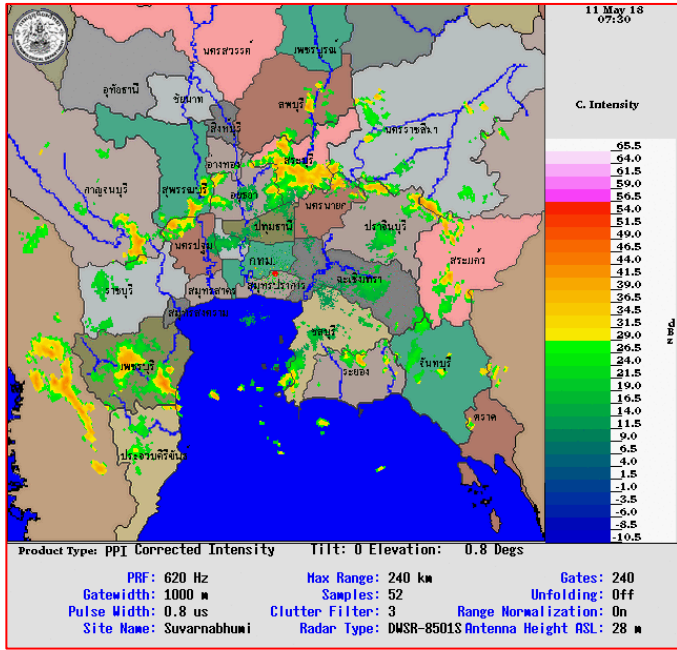 11 May 18
07:30
C. Intensity
นครสวรรค์
เพชรบูรณ์
อุทัยธานี
ชัยนาท
ลพบุรี
สิงห์บุรี
นครราชสีมา
อ่างทอง
สระบุรี
กาญจนบุรี
สุพรรณบุรี
อยุธยา
นครนายก
ปทุมธานี
ปราจีนบุรี
นครปฐม
กทม.
สระแก้ว
ฉะเชิงเทรา
ราชบุรี
สมุทรสาคร
สมุทรปราการ
สมุทรสงคราม
ชลบุรี
เพชรบุรี
ระยอง
จันทบุรี
ตราด
ประจวบคีรีขันธ์
65.5
64.0
61.5
59.0
56.5
54.0
51.5
49.0
46.5
44.0
41.5
39.0
36.5
34.0
31.5
29.0
26.5
24.0
21.5
19.0
16.5
14.0
11.5
9.0
6.5
4.0
1.5
-1.0
-3.5
-6.0
-8.5
-10.5
Product Type: PPI Corrected Intensity Tilt: 0 Elevation: 0.8 Degs
PRF: 620 Hz Max Range: 240 km Gates: 240
Gatewidth: 1000 m Samples: 52 Unfolding: Off
Pulse Width: 0.8 us Clutter Filter: 3 Range Normalization: On
Site Name: Suvarnabhumi Radar Type: DWSR-8501S Antenna Height ASL: 28 m